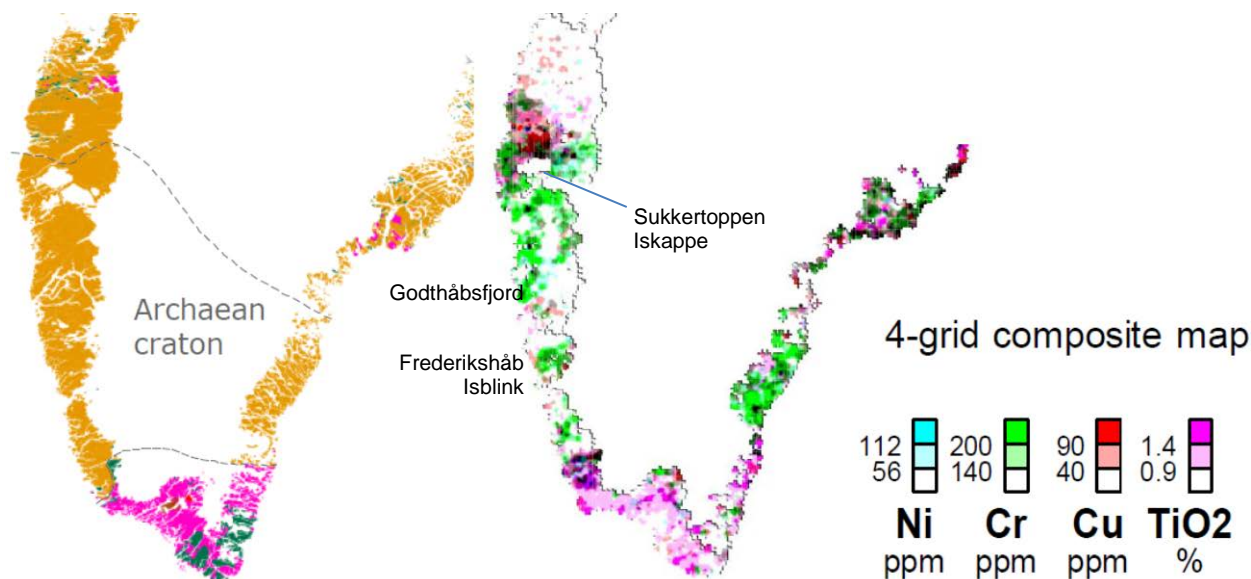 Archaean
craton
Sukkertoppen
Iskappe
Godthåbsfjord
Frederikshåb
Isblink
4-grid composite map
112
56
200
140
90
40
1.4
0.9
Ni Cr Cu TiO2
ppm ppm ppm %